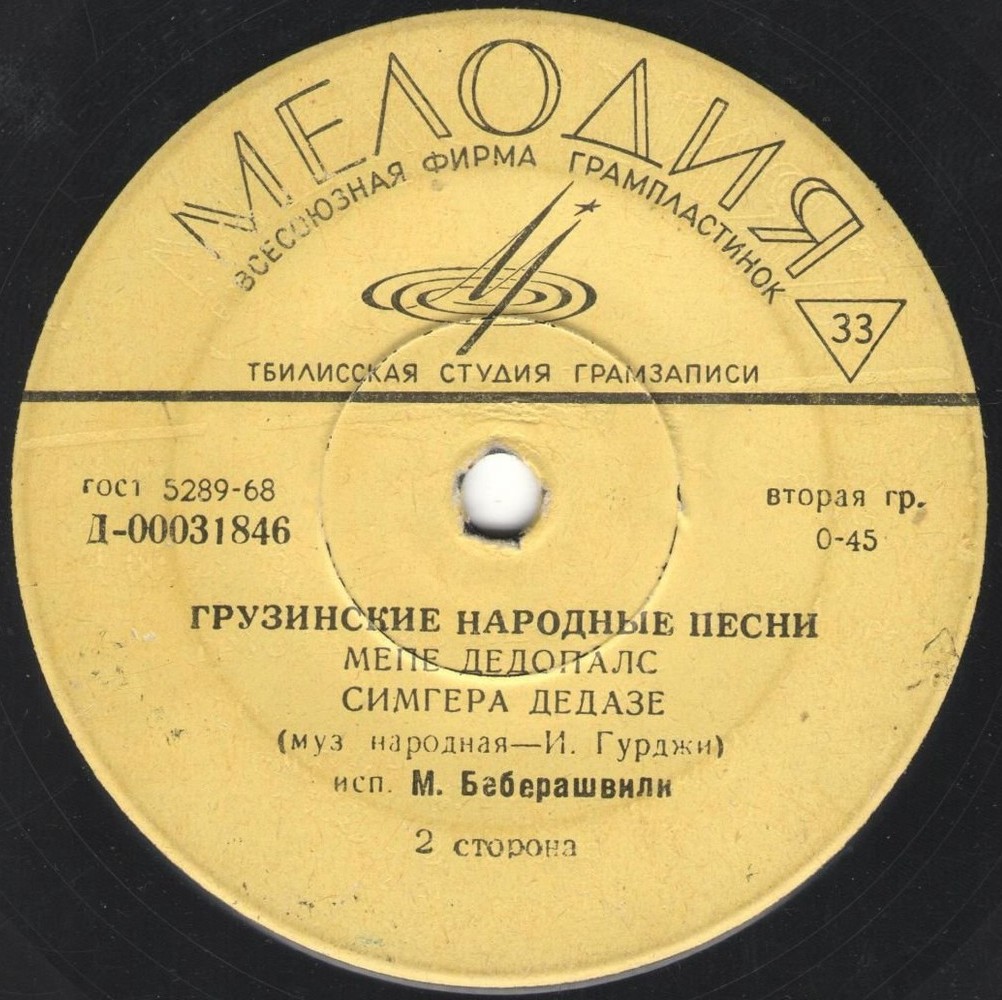 МЕЛОДИЯ
ВСЕСОЮЗНАЯ ФИРМА ГРАМПЛАСТИНОК
33
ТБИЛИССКАЯ СТУДИЯ ГРАМЗАПИСИ
гост 5289-68
Д-00031846
вторая гр.
0-45
ГРУЗИНСКИЕ НАРОДНЫЕ ПЕСНИ
МЕПЕ ДЕДОПАЛС
СИМГЕРА ДЕДАЗЕ
(муз народная—И. Гурджи)
исп. М. Беберашвили
2 сторона